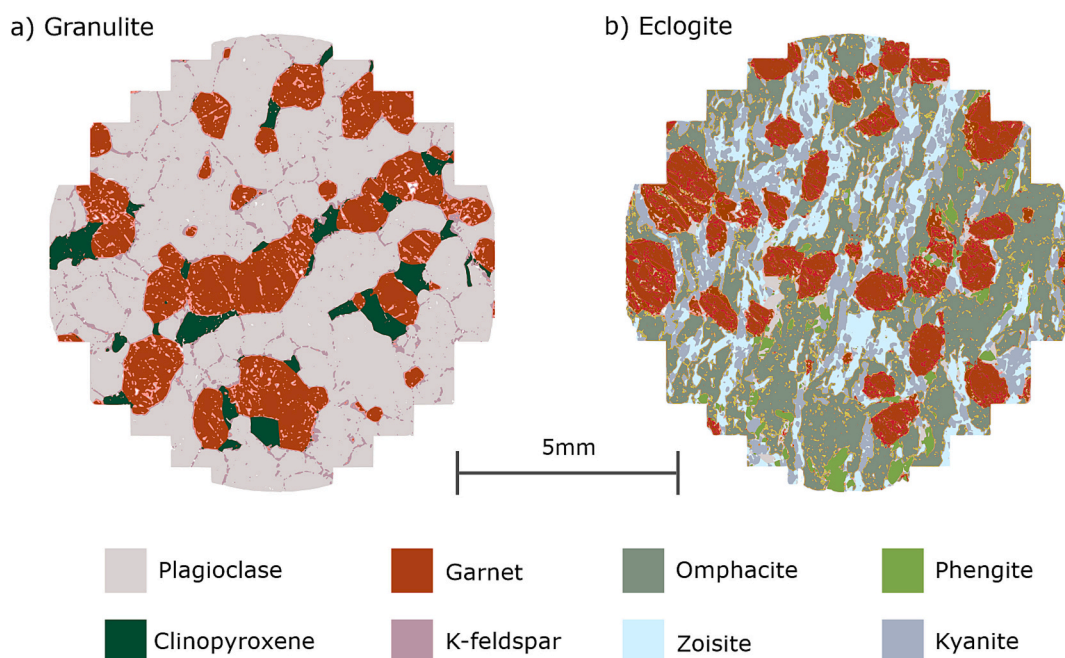 a) Granulite
b) Eclogite
5mm
Plagioclase
Garnet
Omphacite
Phengite
Clinopyroxene
K-feldspar
Zoisite
Kyanite